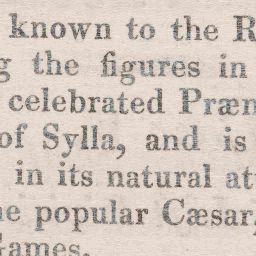 known to the R
g the figures in
celebrated Præn
of Sylla, and is
in its natural at
e popular Cæsar,
Games.